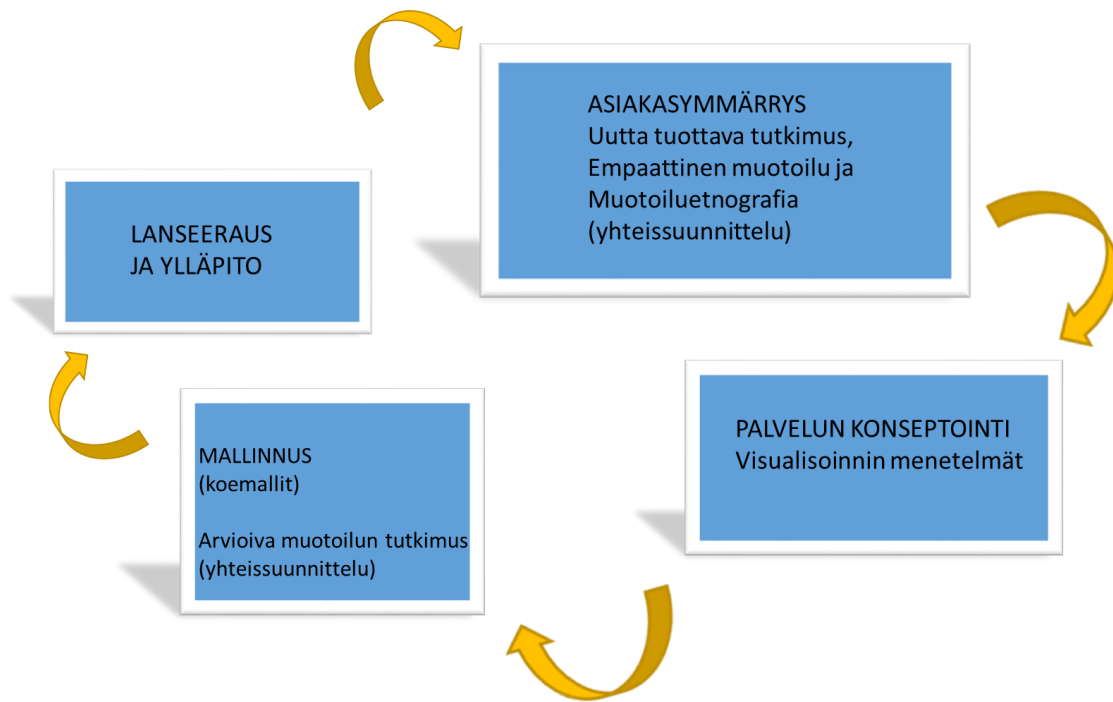 ASIAKASYMMÄRRYS
Uutta tuottava tutkimus,
Empaattinen muotoilu ja
Muotoiluetnografia
(yhteissuunnittelu)
PALVELUN KONSEPTOINTI
Visualisoinnin menetelmät
MALLINNUS
(koemallit)
Arvioiva muotoilun tutkimus
(yhteissuunnittelu)
LANSEERAUS
JA YLLÄPITO